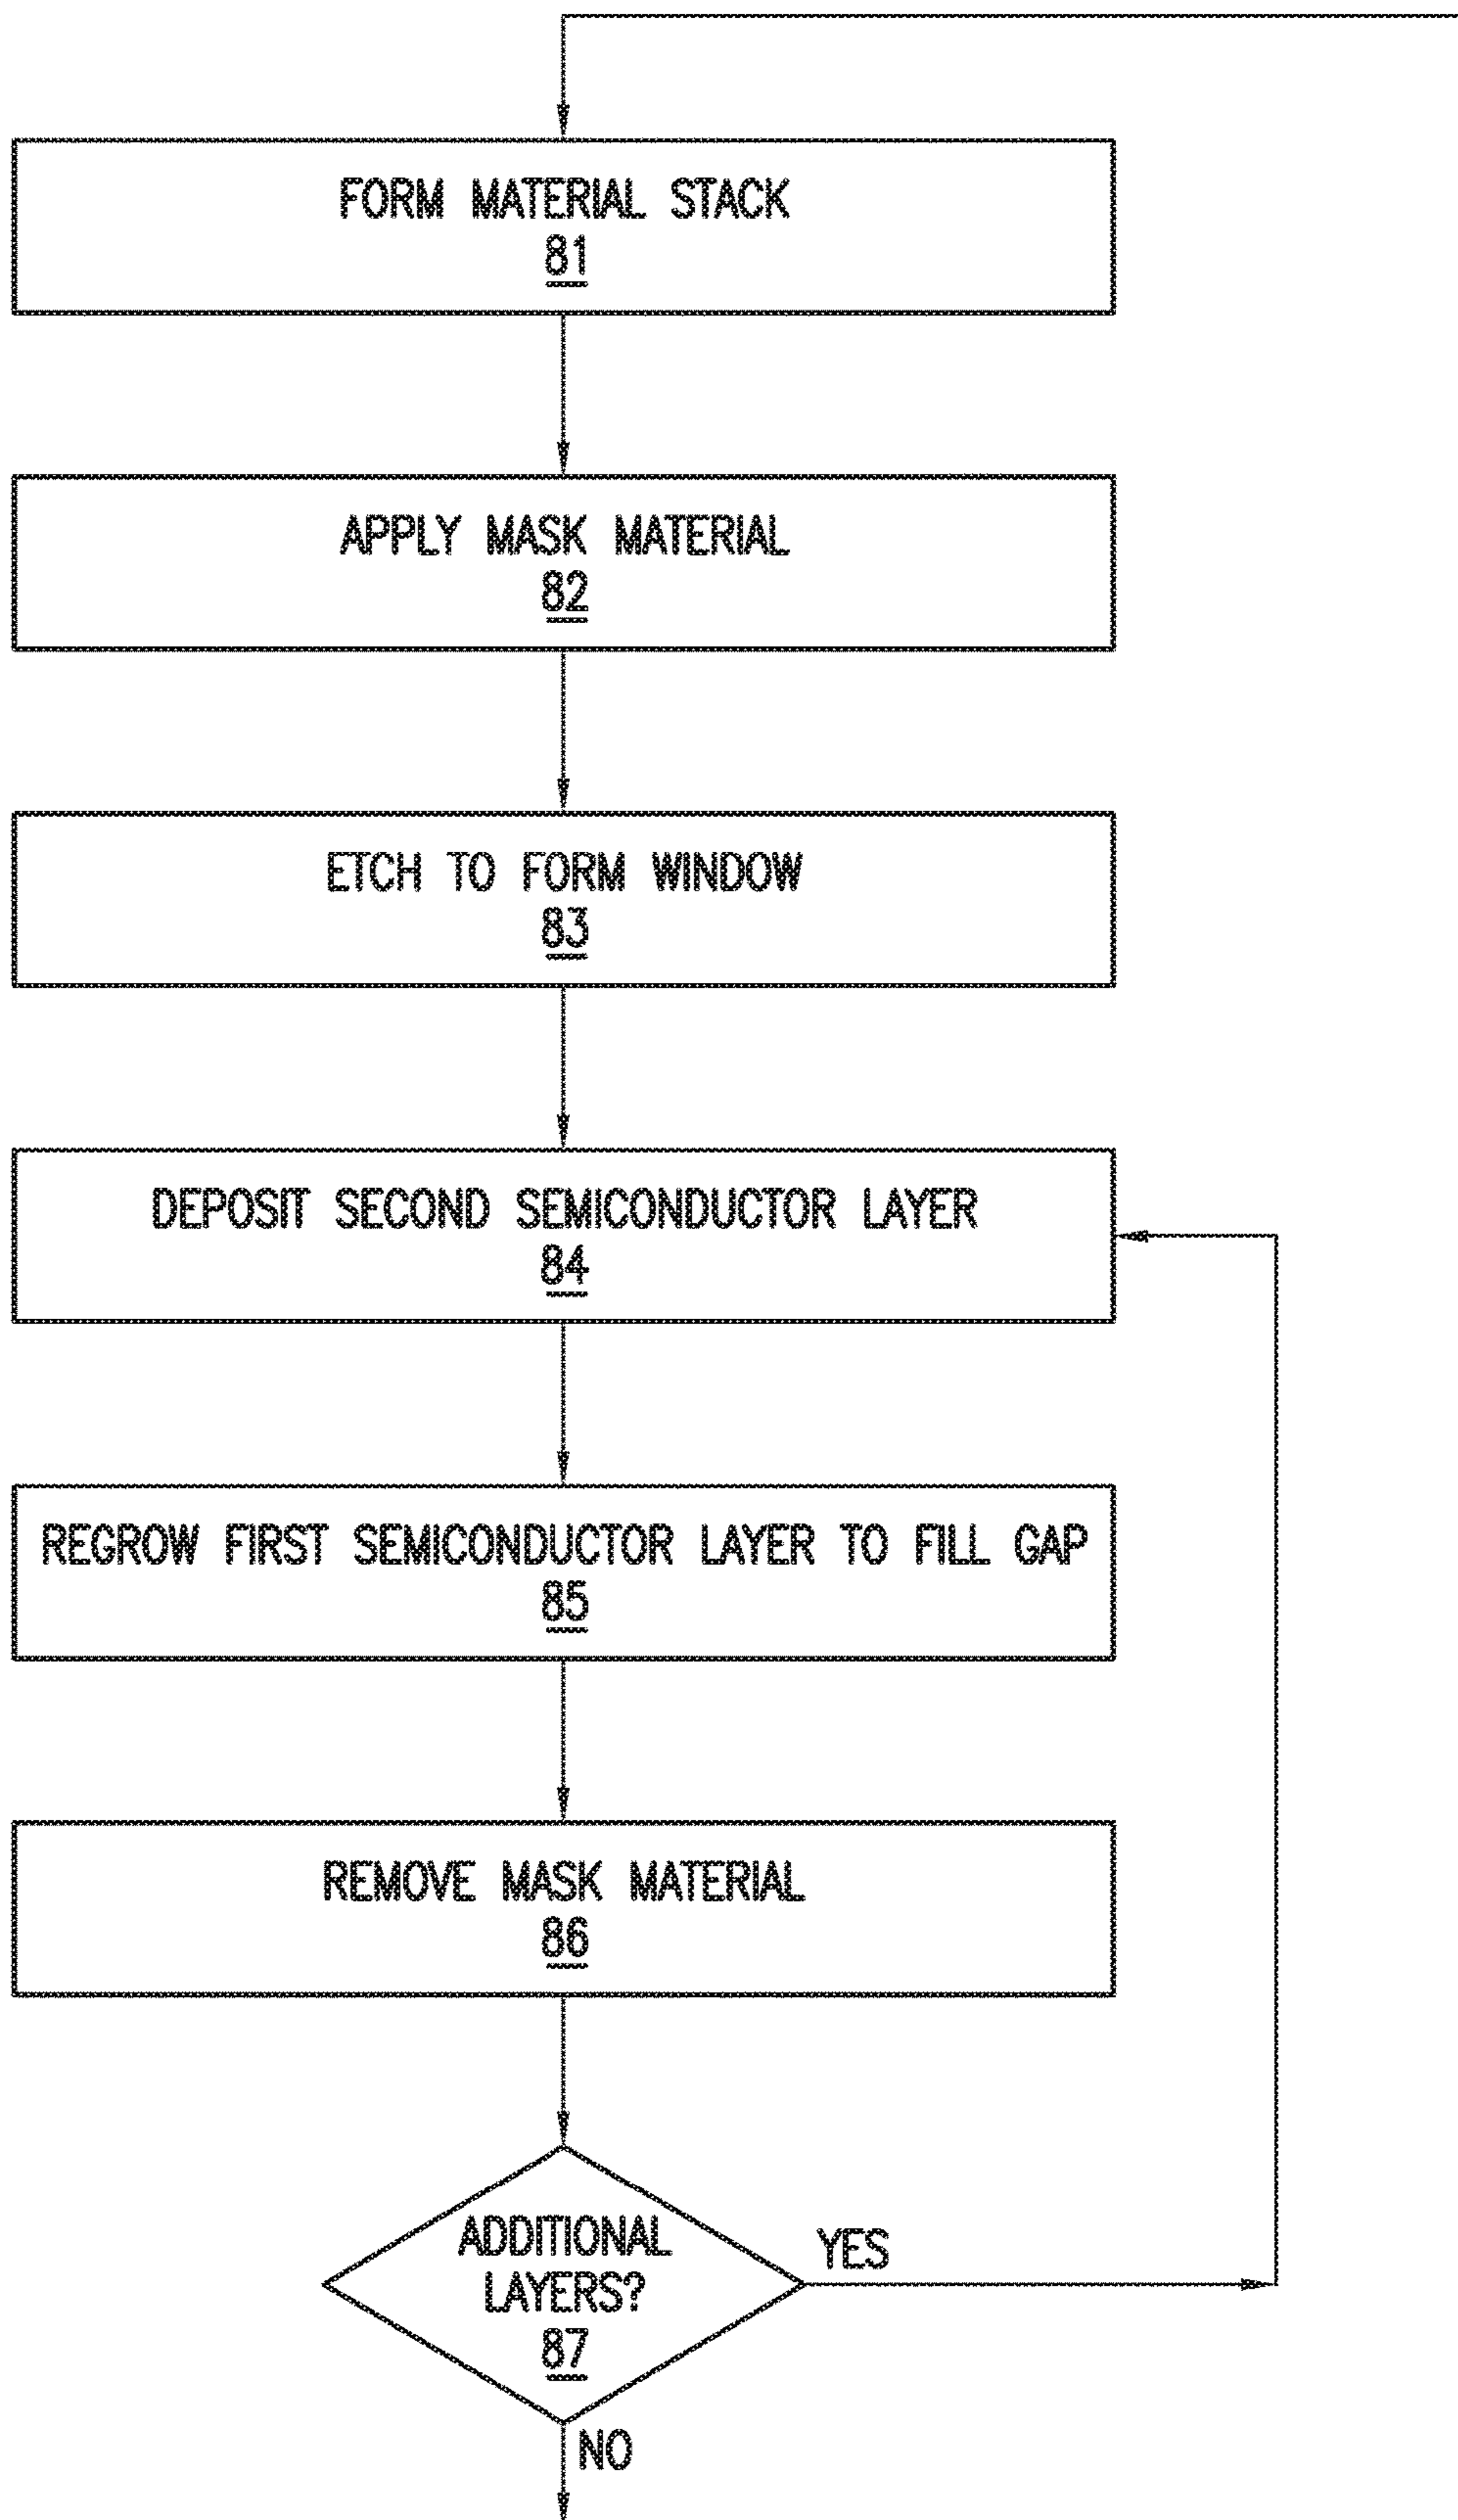 FORM MATERIAL STACK
81
APPLY MASK MATERIAL
82
ETCH TO FORM WINDOW
83
DEPOSIT SECOND SEMICONDUCTOR LAYER
84
REGROW FIRST SEMICONDUCTOR LAYER TO FILL GAP
85
REMOVE MASK MATERIAL
86
ADDITIONAL
LAYERS?
87
YES
NO